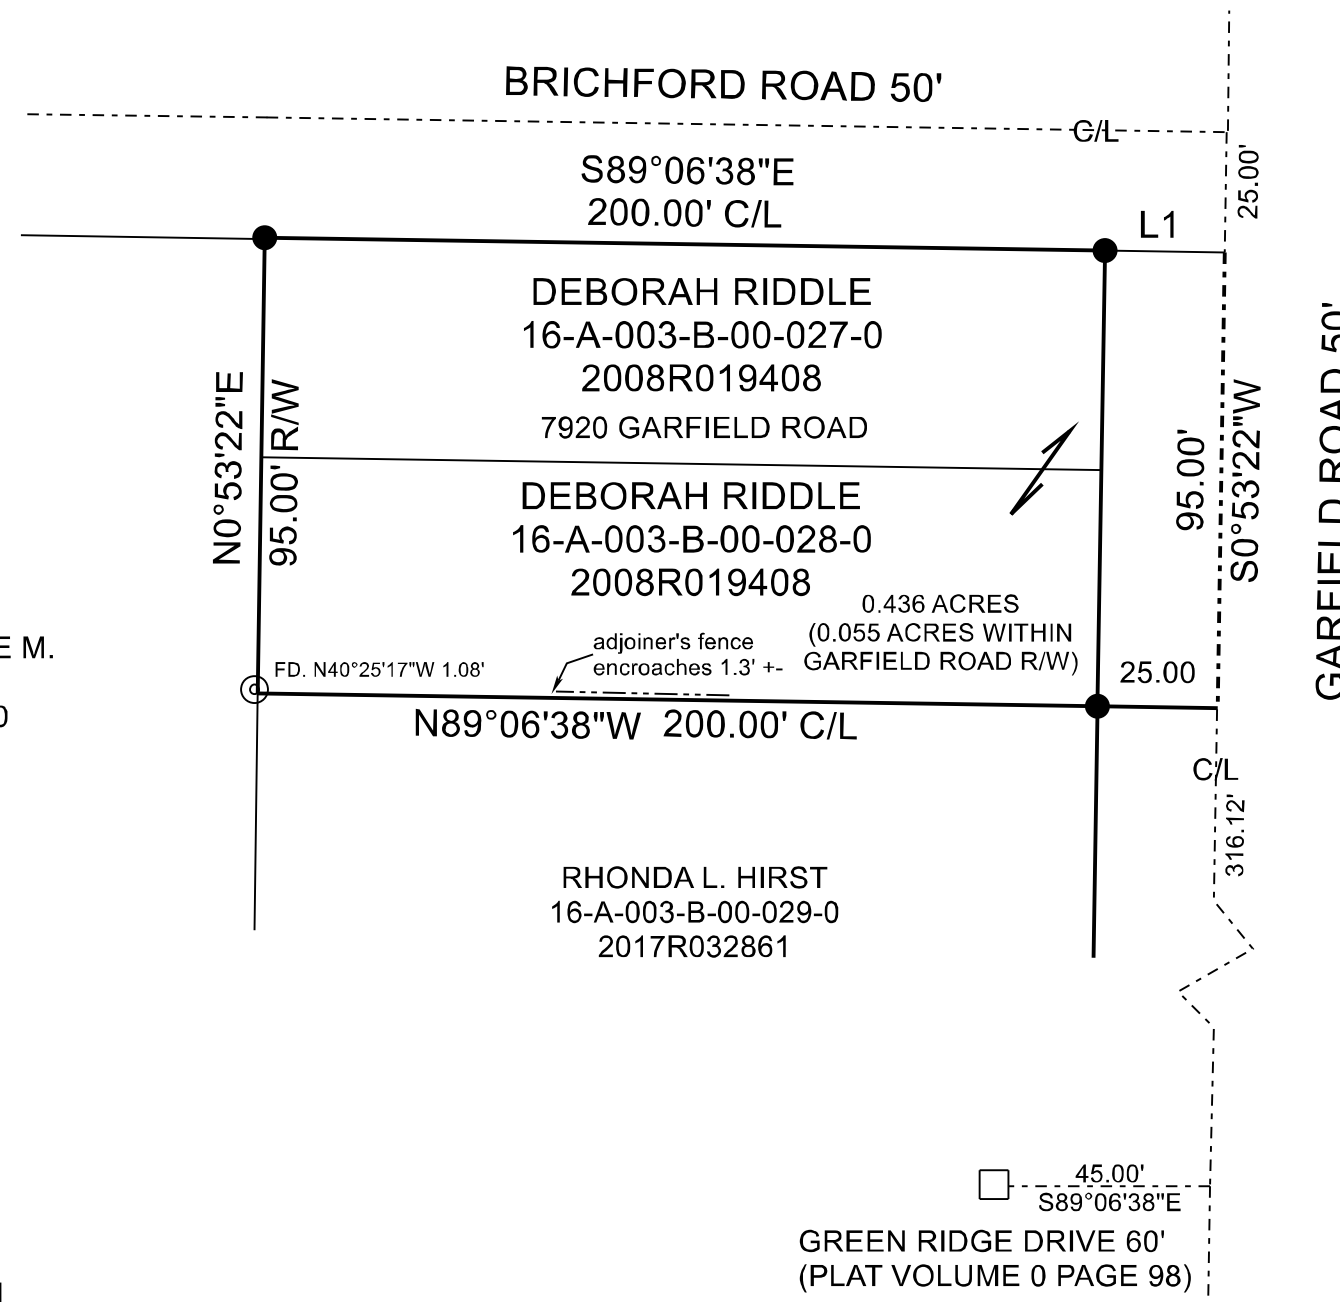 BRICHFORD ROAD 50'
C/L
25.00'
S89°06'38"E
200.00' C/L
L1
DEBORAH RIDDLE
16-A-003-B-00-027-0
2008R019408
7920 GARFIELD ROAD
N0°53'22"E
95.00' R/W
95.00'
S0°53'22"W
GARFIELD ROAD 50'
DEBORAH RIDDLE
16-A-003-B-00-028-0
2008R019408
0.436 ACRES
(0.055 ACRES WITHIN
GARFIELD ROAD R/W)
adjoiner's fence
encroaches 1.3' +-
E M.
FD. N40°25'17"W 1.08'
25.00
0
N89°06'38"W 200.00' C/L
C/L
316.12'
RHONDA L. HIRST
16-A-003-B-00-029-0
2017R032861
45.00'
S89°06'38"E
GREEN RIDGE DRIVE 60'
(PLAT VOLUME 0 PAGE 98)